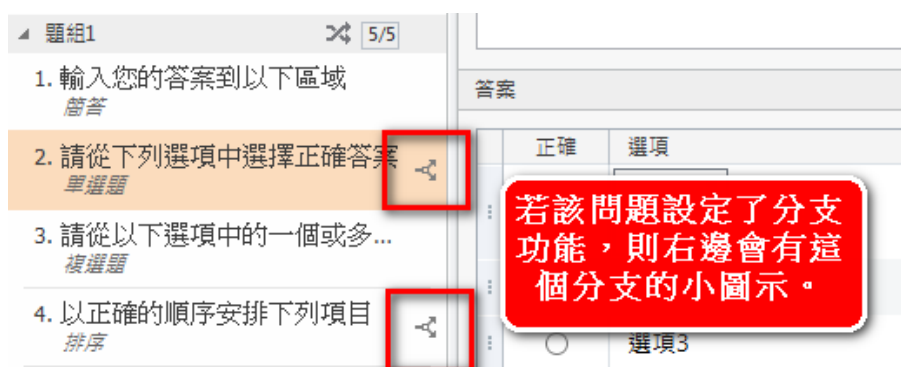 題組1 5/5
1. 輸入您的答案到以下區域
簡答
2. 請從下列選項中選擇正確答案
單選題
3. 請從以下選項中的一個或多...
複選題
4. 以正確的順序安排下列項目
排序
答案
正確 選項
若該問題設定了分支
功能，則右邊會有這
個分支的小圖示。
選項3